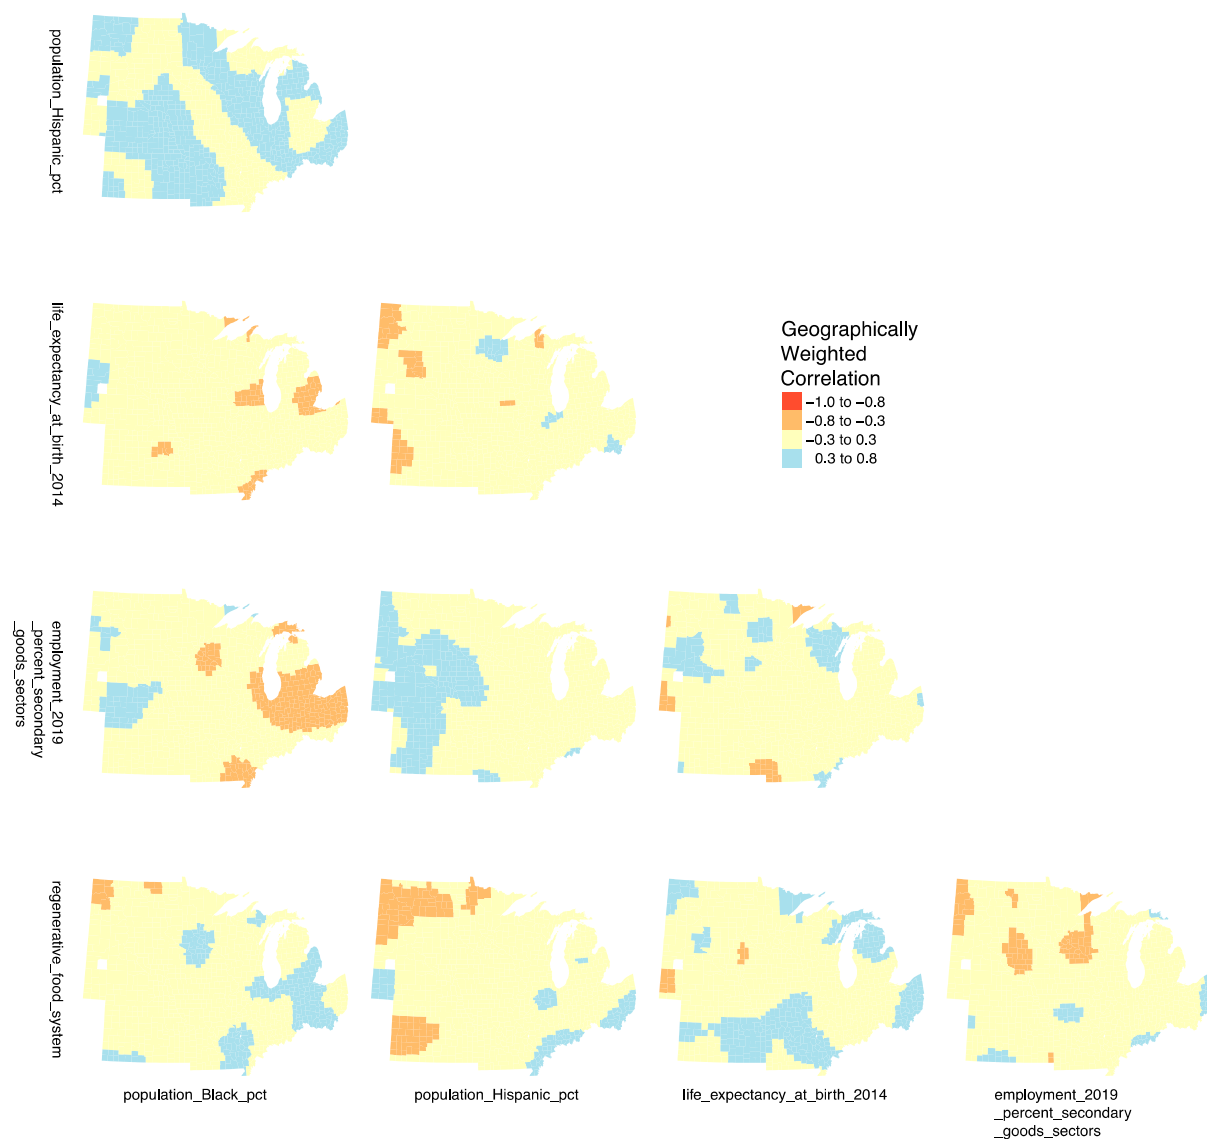 population_Hispanic_pct
life_expectancy_at_birth_2014
Geographically
Weighted
Correlation
−1.0 to −0.8
−0.8 to −0.3
−0.3 to 0.3
0.3 to 0.8
employment_2019
_percent_secondary
_goods_sectors
regenerative_food_system
population_Black_pct
population_Hispanic_pct
life_expectancy_at_birth_2014
employment_2019
_percent_secondary
_goods_sectors